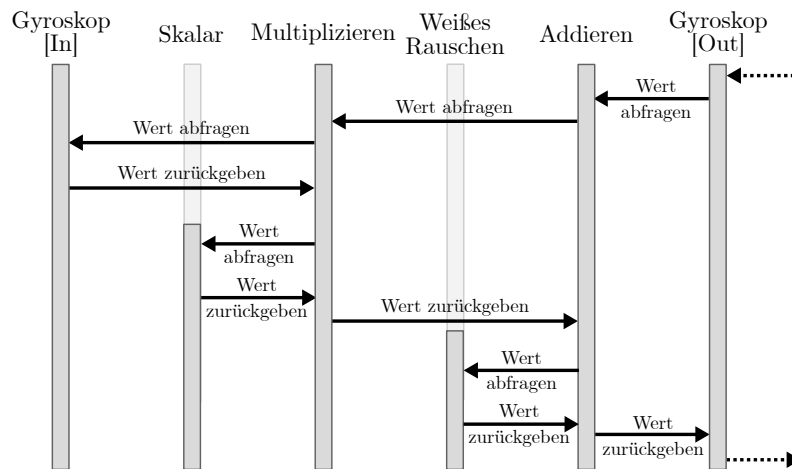 Gyroskop
[In]
Skalar
Multiplizieren
Weißes
Rauschen
Addieren
Gyroskop
[Out]
Wert
abfragen
Wert abfragen
Wert abfragen
Wert zurückgeben
Wert
abfragen
Wert
zurückgeben
Wert zurückgeben
Wert
abfragen
Wert
zurückgeben
Wert
zurückgeben